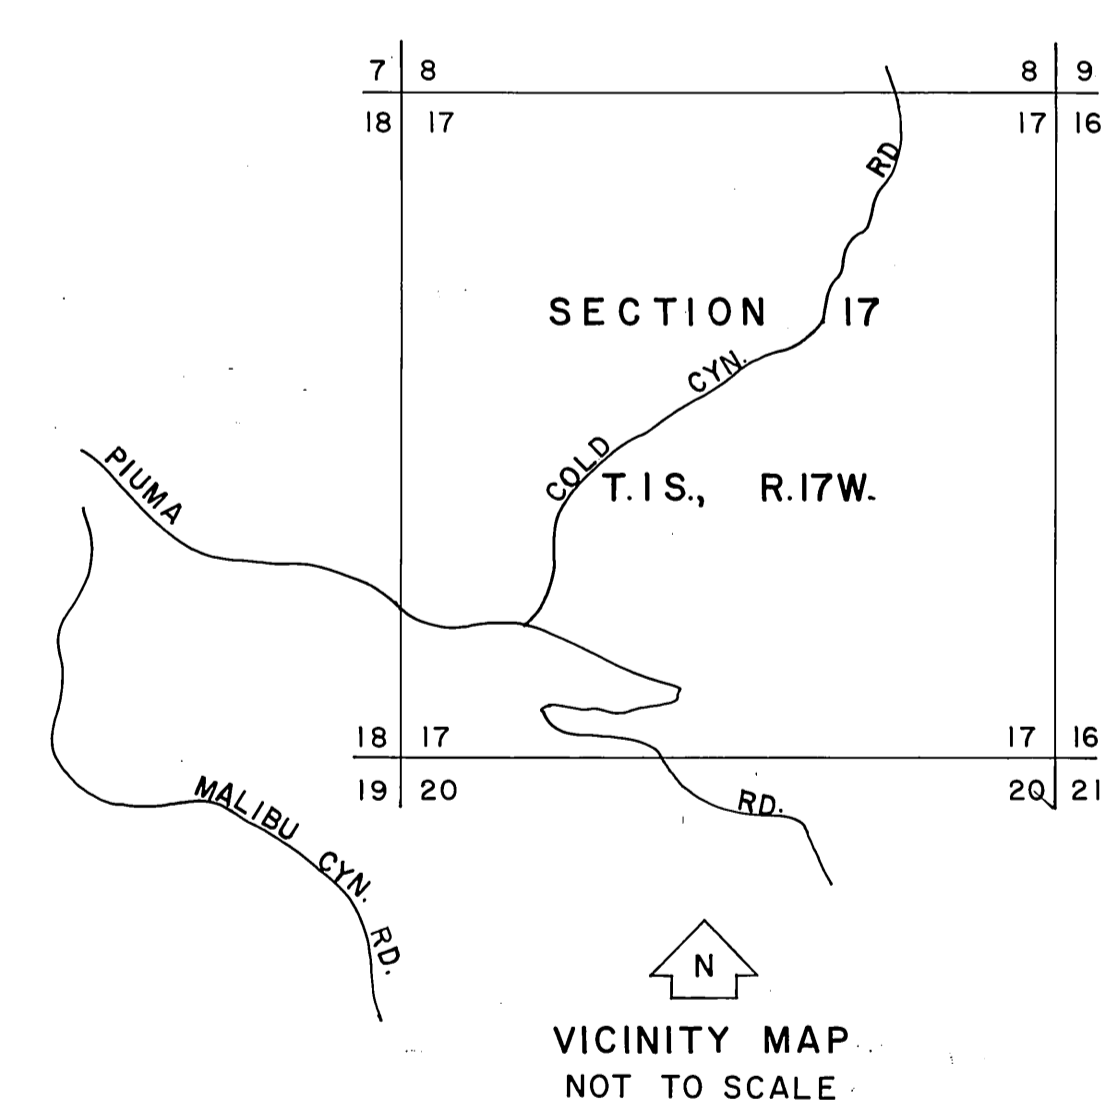 7 8
8 9
18 17
17 16
RD
SECTION 17
COLD CYN.
T.1S., R.17W.
PIUMA
18 17
17 16
19 20
20 21
MALIBU CYN. RD.
RD.
N
VICINITY MAP
NOT TO SCALE